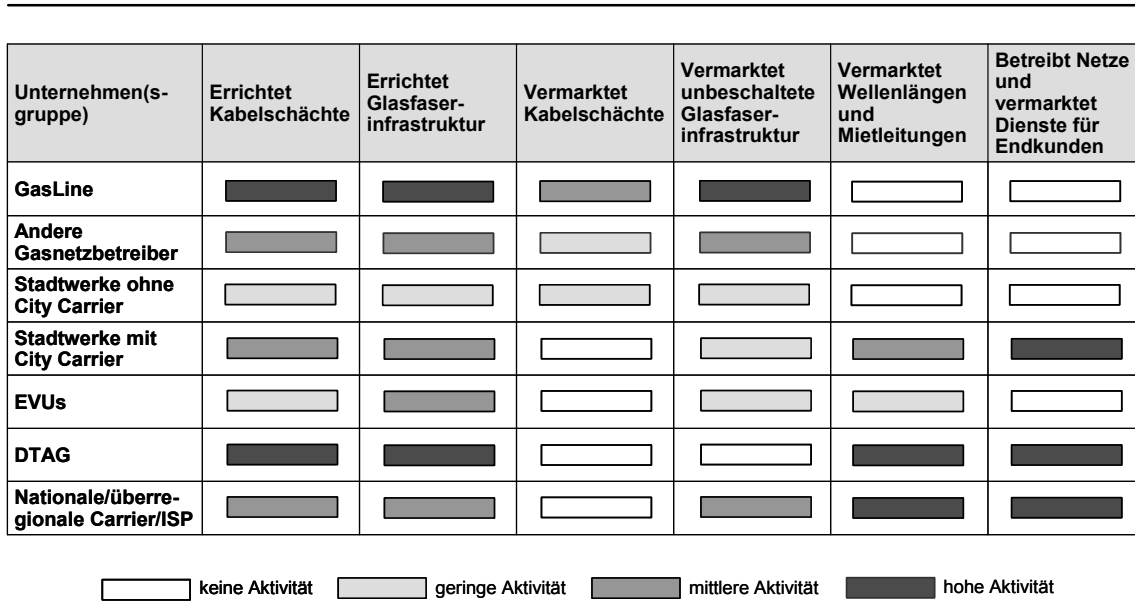 Unternehmen(s-
gruppe)
Errichtet
Kabelschächte
Errichtet
Glasfaser-
infrastruktur
Vermarktet
Kabelschächte
Vermarktet
unbeschaltete
Glasfaser-
infrastruktur
Vermarktet
Wellenlängen
und
Mietleitungen
Betreibt Netze
und
vermarktet
Dienste für
Endkunden
GasLine
Andere
Gasnetzbetreiber
Stadtwerke ohne
City Carrier
Stadtwerke mit
City Carrier
EVUs
DTAG
Nationale/überre-
gionale Carrier/ISP
keine Aktivität
geringe Aktivität
mittlere Aktivität
hohe Aktivität